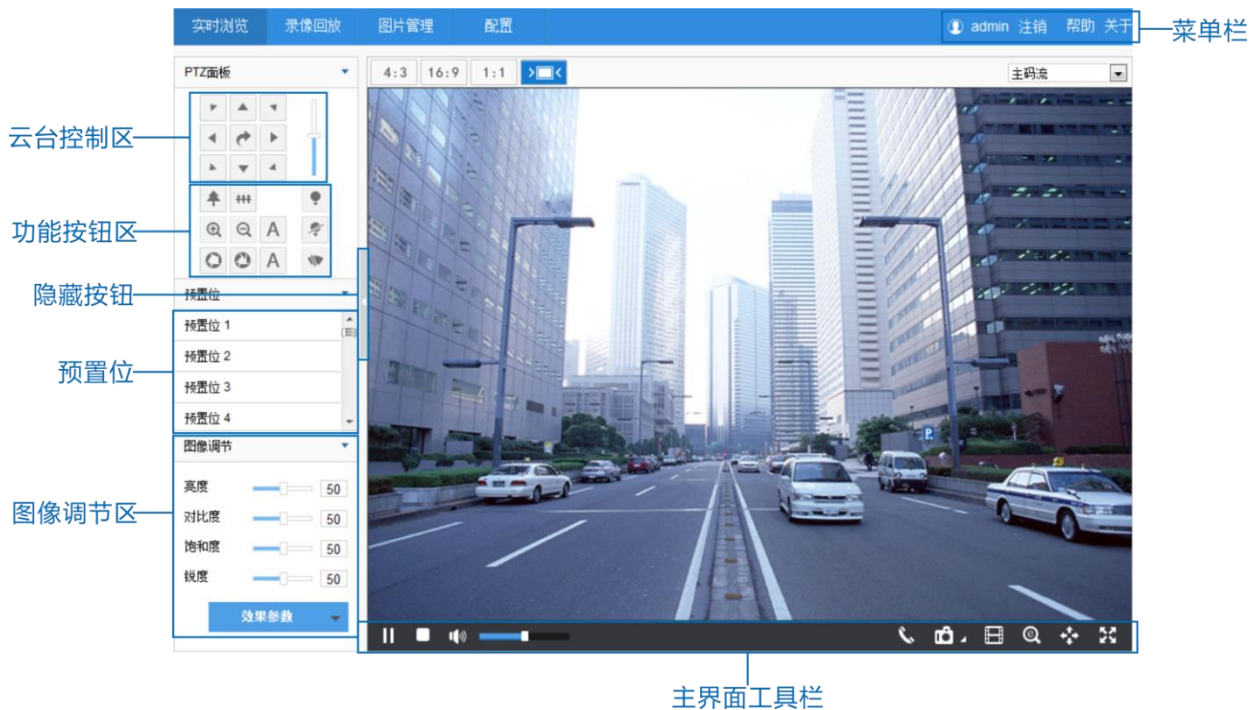 实时浏览 录像回放 图片管理 配置 admin 注销 帮助 关于
菜单栏
PTZ面板
4:3 16:9 1:1
主码流
云台控制区
功能按钮区
A
A
隐藏按钮
预置位
预置位 1
预置位 2
预置位
预置位 3
预置位 4
图像调节
亮度 50
图像调节区
对比度 50
饱和度 50
锐度 50
效果参数
P
主界面工具栏